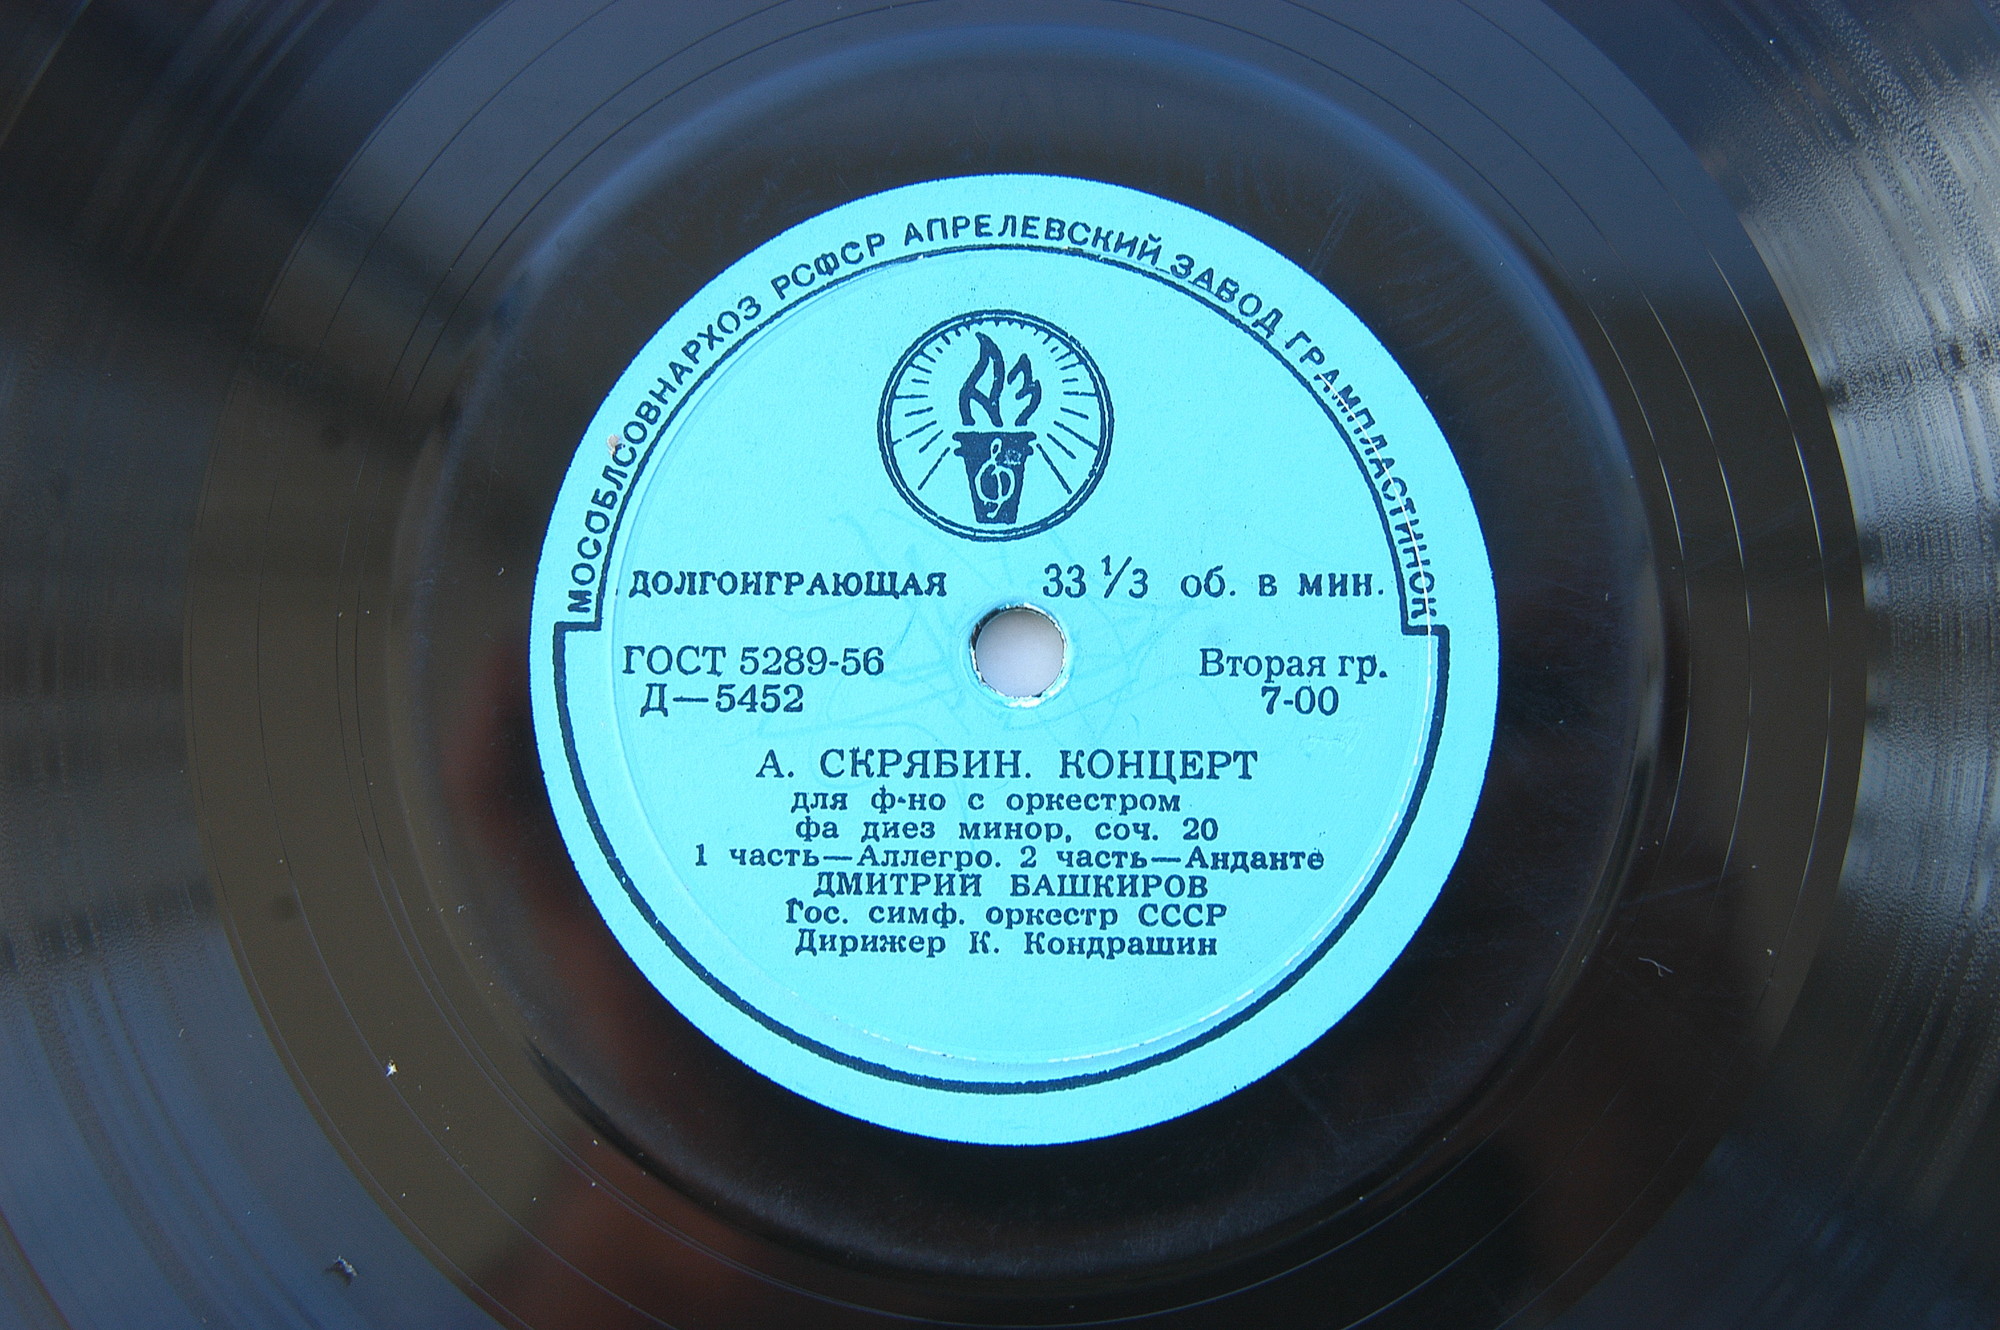 МОСОБЛСОВНАРХОЗ РСФСР АПРЕЛЕВСКИЙ ЗАВОД ГРАМПЛАСТИНОК
АЗ
ДОЛГОИГРАЮЩАЯ 33 1/3 об. в мин.
ГОСТ 5289-56 Вторая гр.
Д—5452 7-00
А. СКРЯБИН. КОНЦЕРТ
для ф-но с оркестром
фа диез минор, соч. 20
1 часть—Аллегро. 2 часть—Анданте
ДМИТРИЙ БАШКИРОВ
Гос. симф. оркестр СССР
Дирижер К. Кондрашин